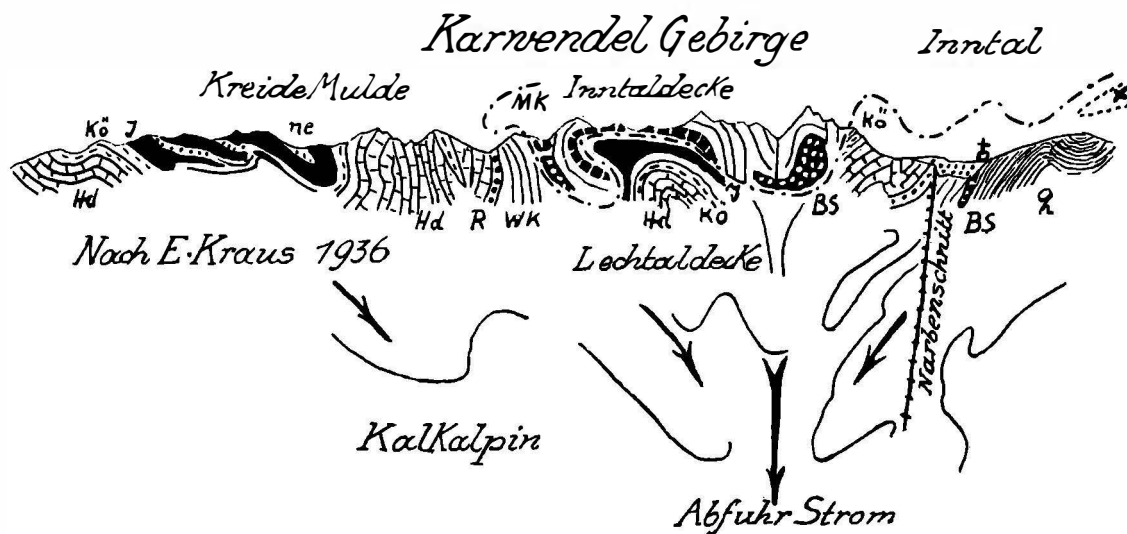 Karwendel Gebirge
Inntal
Kreide Mulde
MK
Inntaldecke
Kö J
ne
Kö
Hd
Hd
R
WK
Hd
Kö
J
BS
BS
Nach E. Kraus 1936
Lechtaldecke
Narbenschnitt
Kalkalpin
Abfuhr Strom